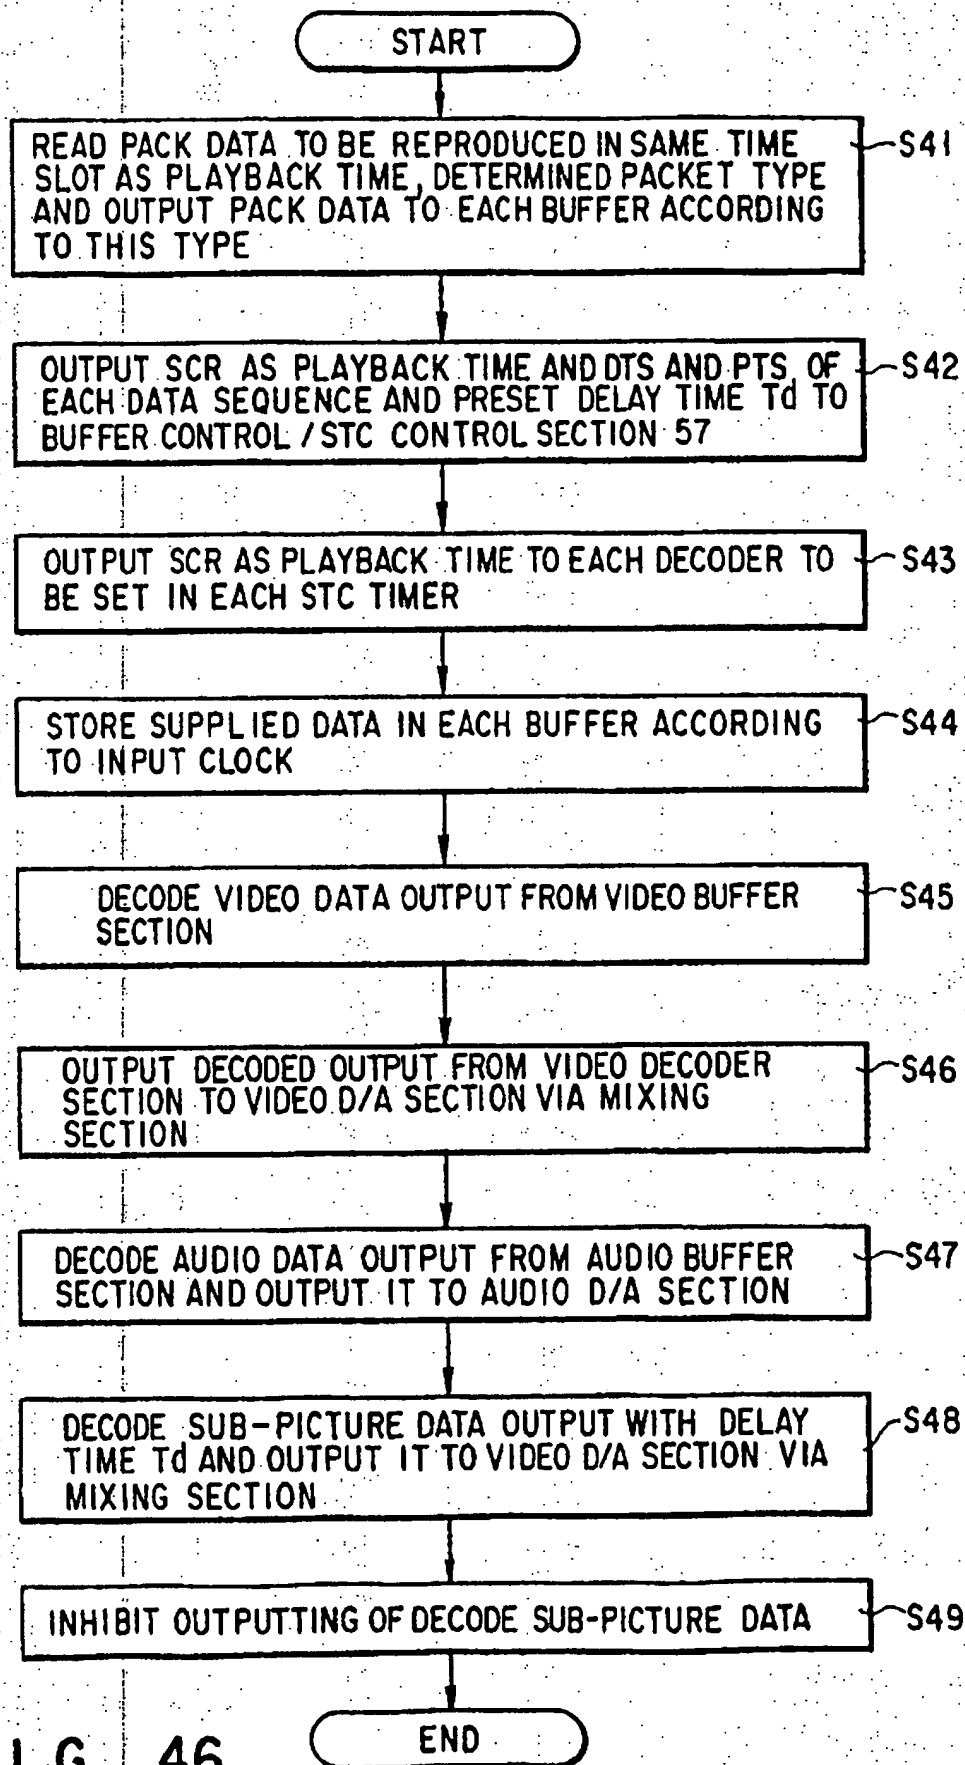 START
READ PACK DATA TO BE REPRODUCED IN SAME TIME
SLOT AS PLAYBACK TIME, DETERMINED PACKET TYPE
AND OUTPUT PACK DATA TO EACH BUFFER ACCORDING
TO THIS TYPE
S41
OUTPUT SCR AS PLAYBACK TIME AND DTS AND PTS OF
EACH DATA SEQUENCE AND PRESET DELAY TIME Td TO
BUFFER CONTROL / STC CONTROL SECTION 57
S42
OUTPUT SCR AS PLAYBACK TIME TO EACH DECODER TO
BE SET IN EACH STC TIMER
S43
STORE SUPPLIED DATA IN EACH BUFFER ACCORDING
TO INPUT CLOCK
S44
DECODE VIDEO DATA OUTPUT FROM VIDEO BUFFER
SECTION
S45
OUTPUT DECODED OUTPUT FROM VIDEO DECODER
SECTION TO VIDEO D/A SECTION VIA MIXING
SECTION
S46
DECODE AUDIO DATA OUTPUT FROM AUDIO BUFFER
SECTION AND OUTPUT IT TO AUDIO D/A SECTION
S47
DECODE SUB-PICTURE DATA OUTPUT WITH DELAY
TIME Td AND OUTPUT IT TO VIDEO D/A SECTION VIA
MIXING SECTION
S48
INHIBIT OUTPUTTING OF DECODE SUB-PICTURE DATA
S49
END
I G. 46